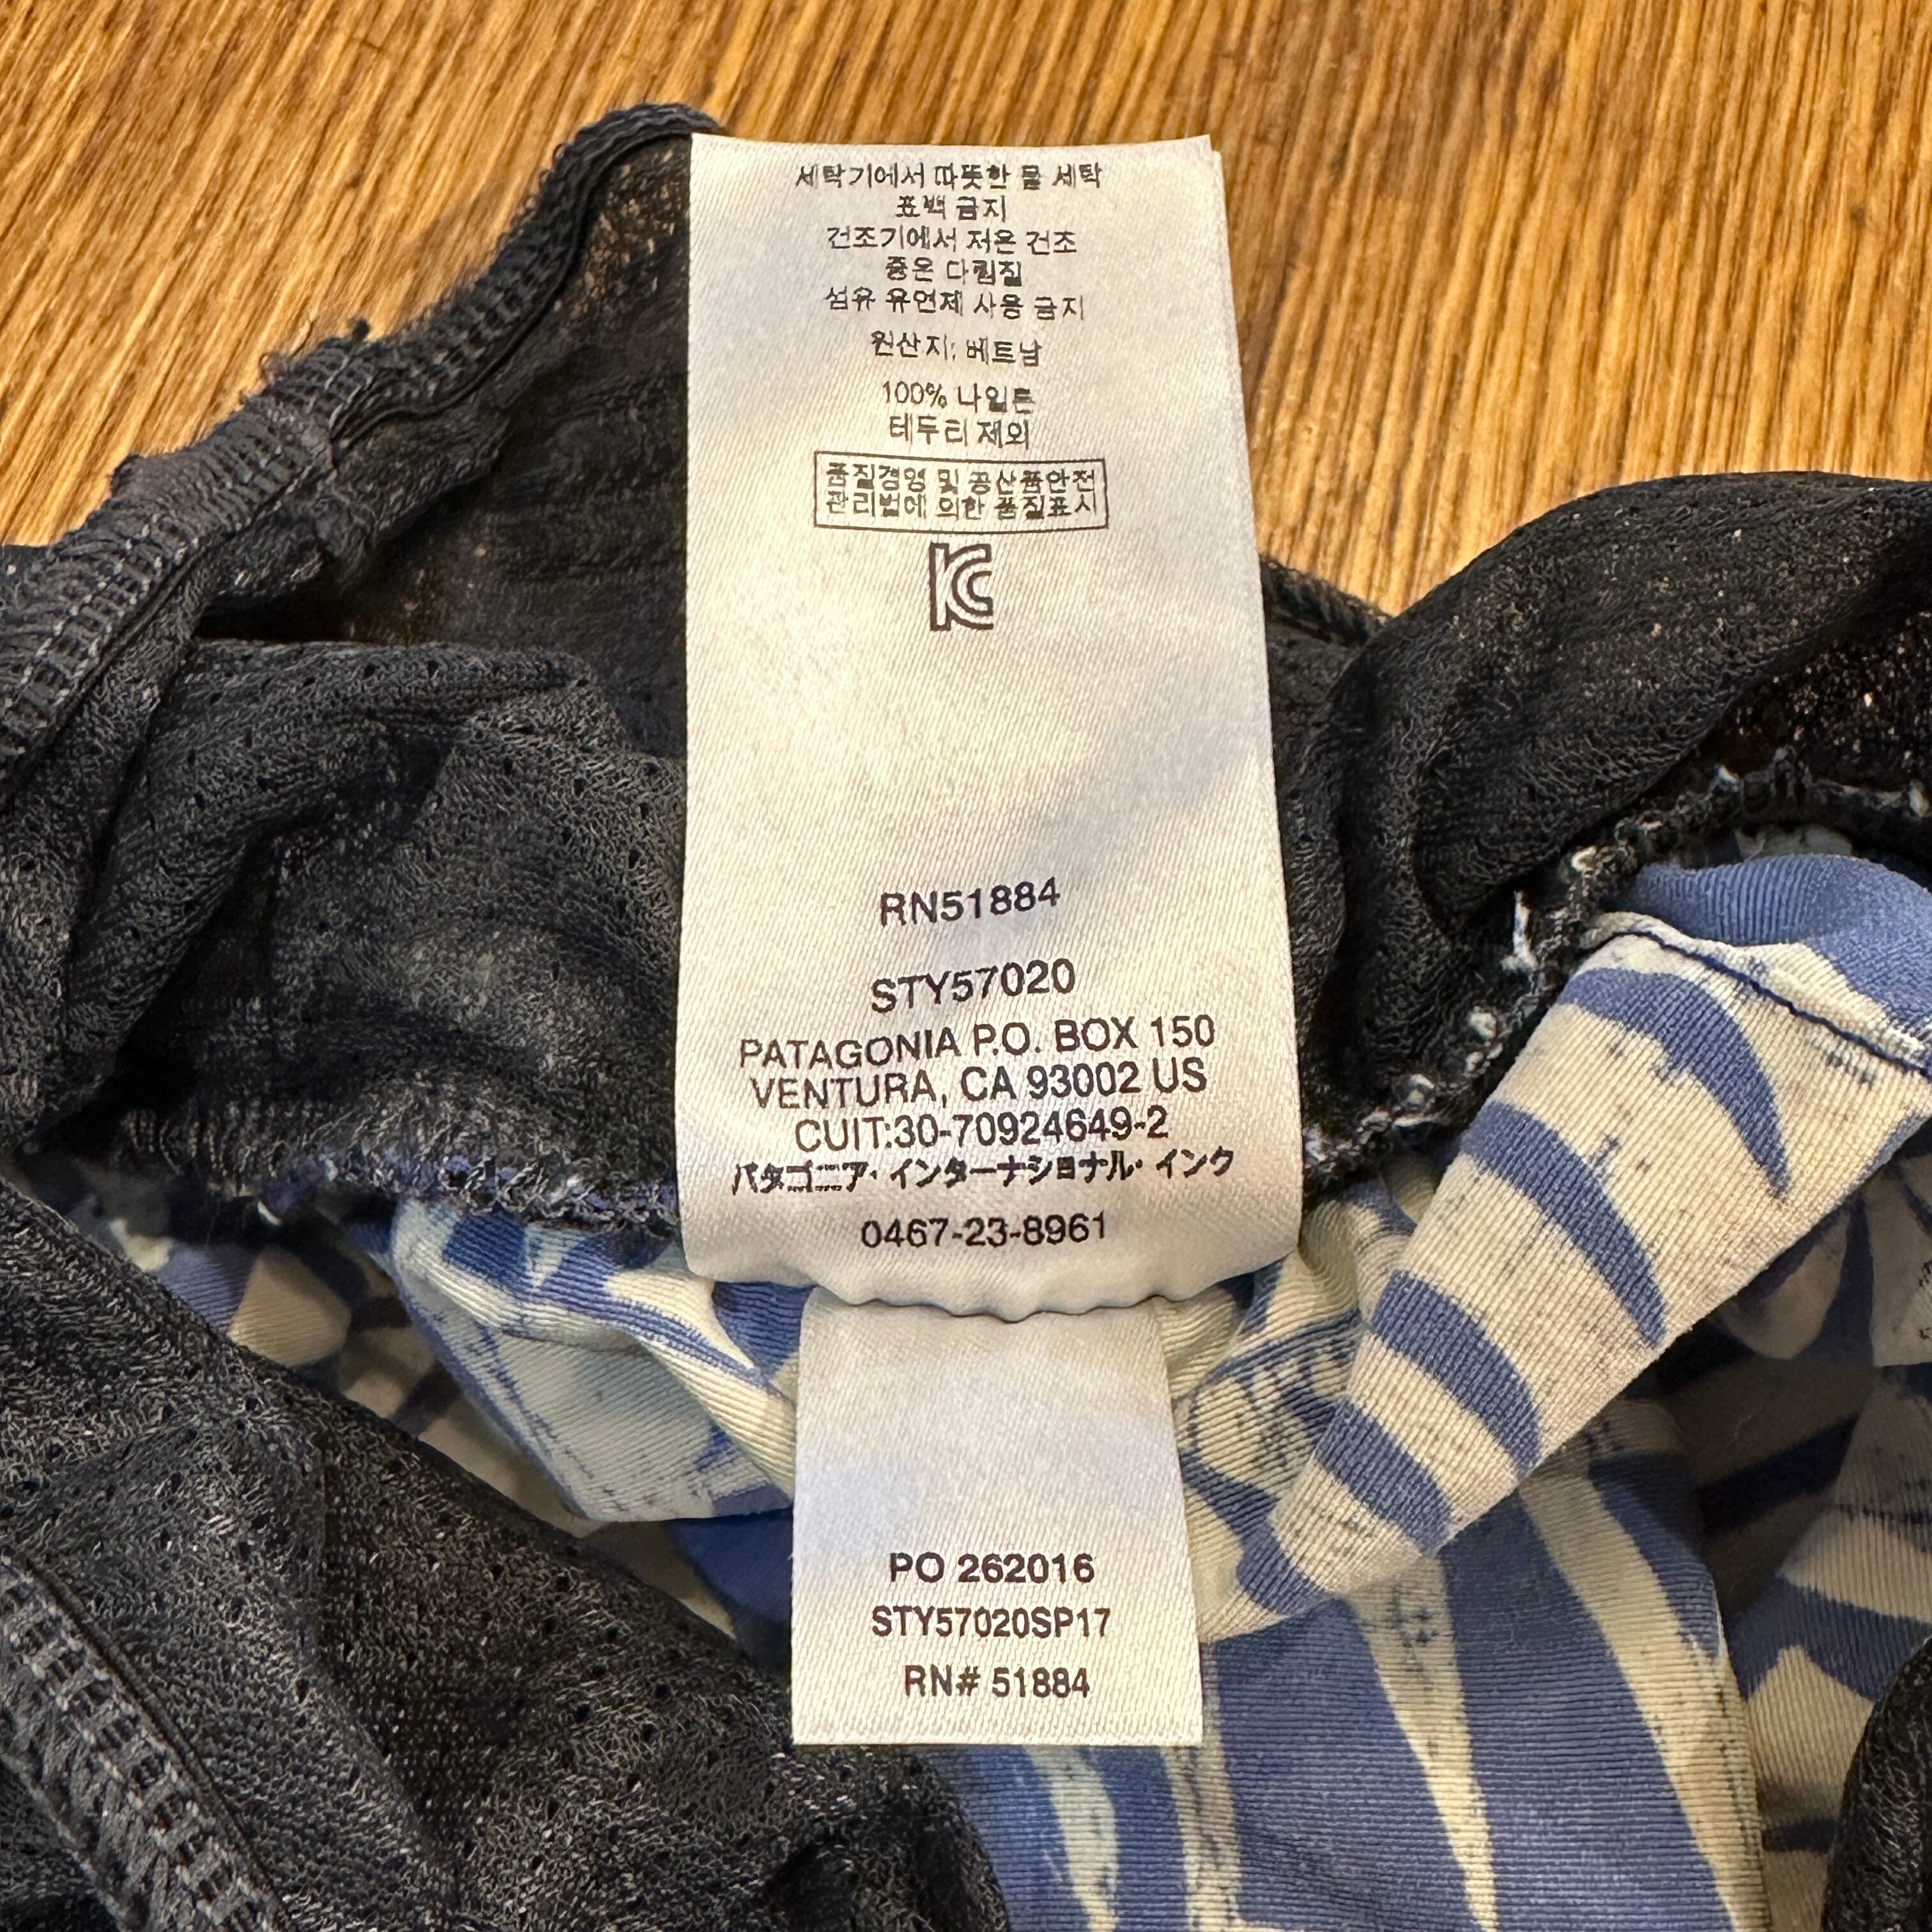 세탁기에서 따뜻한 물 세탁
표백 금지
건조기에서 저온 건조
중온 다림질
섬유 유연제 사용 금지
원산지: 베트남
100% 나일론
테두리 제외
품질경영 및 공산품안전
관리법에 의한 품질표시
KC
RN51884
STY57020
PATAGONIA P.O. BOX 150
VENTURA, CA 93002 US
CUIT:30-70924649-2
パタゴニア・インターナショナル・インク
0467-23-8961
PO 262016
STY57020SP17
RN# 51884